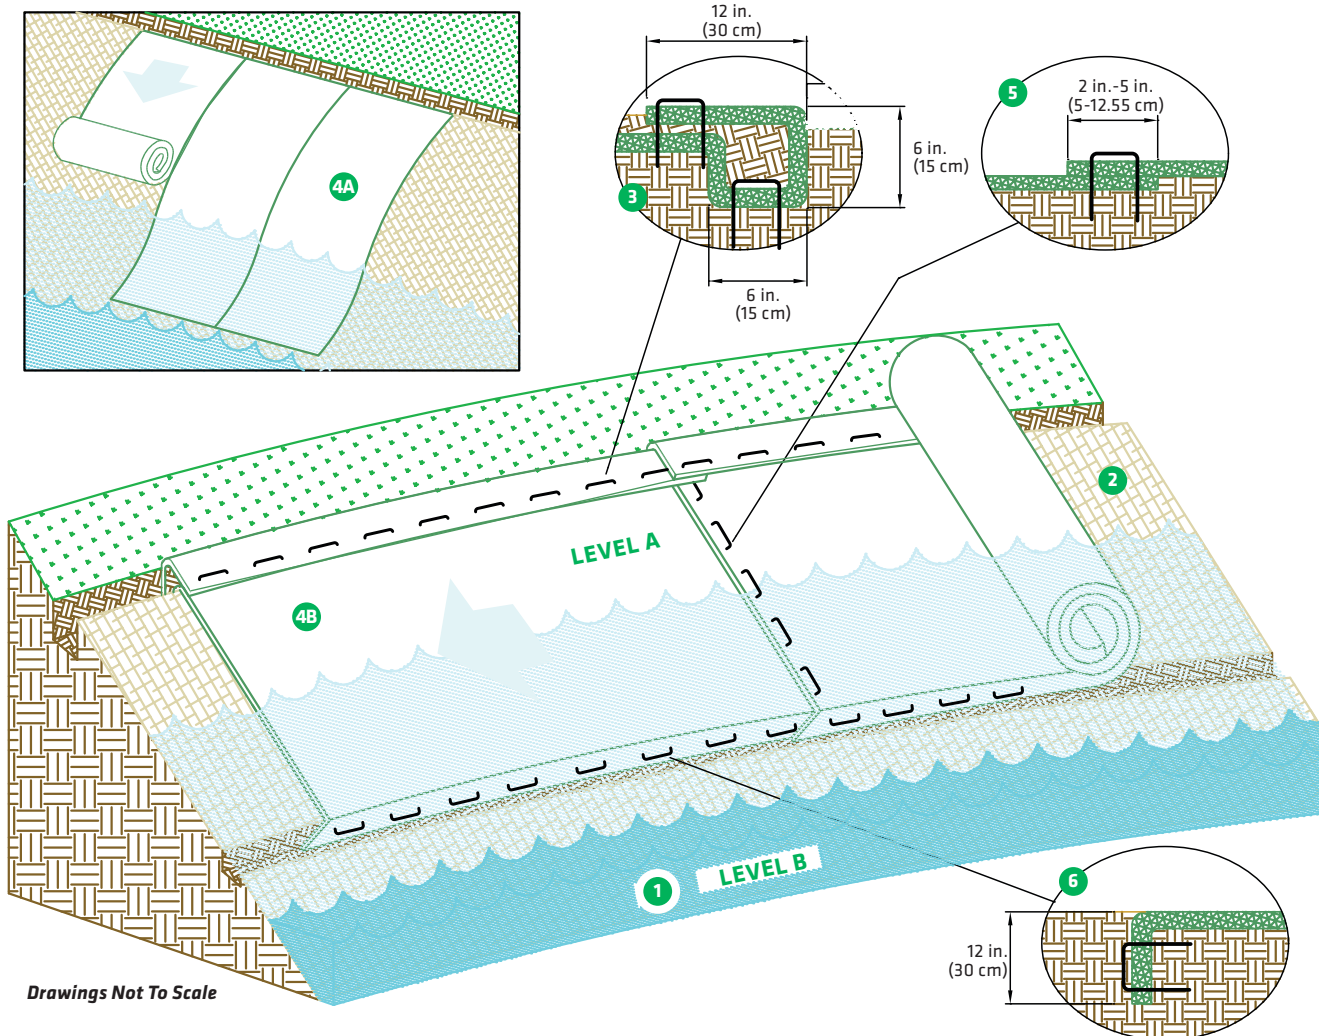 12 in.
(30 cm)
3
6 in.
(15 cm)
6 in.
(15 cm)
5
2 in.-5 in.
(5-12.55 cm)
4A
2
LEVEL A
4B
1
LEVEL B
6
12 in.
(30 cm)
Drawings Not To Scale